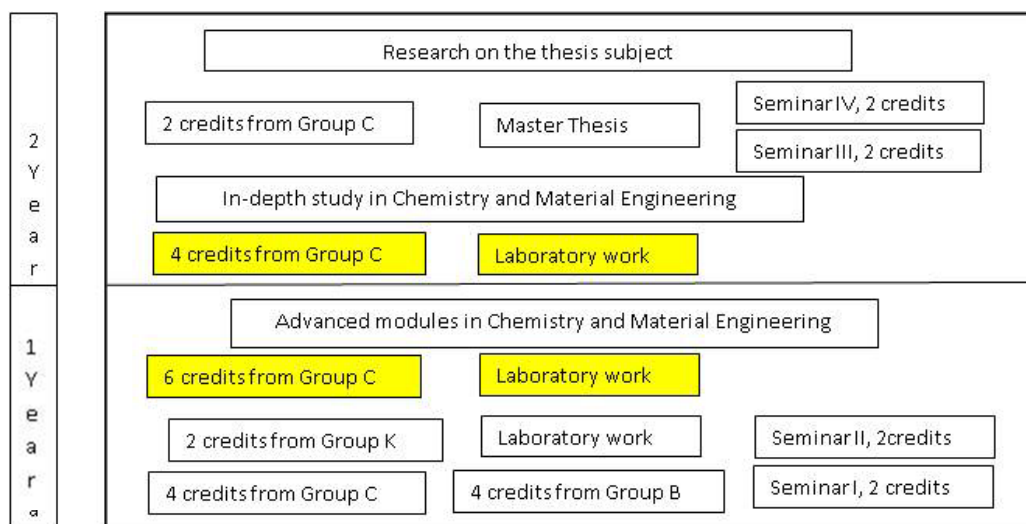 Research on the thesis subject
2 credits from Group C
Master Thesis
Seminar IV, 2 credits
Seminar III, 2 credits
In-depth study in Chemistry and Material Engineering
4 credits from Group C
Laboratory work
2
Y
e
a
r
Advanced modules in Chemistry and Material Engineering
6 credits from Group C
Laboratory work
2 credits from Group K
Laboratory work
Seminar II, 2credits
4 credits from Group C
4 credits from Group B
Seminar I, 2 credits
1
Y
e
a
r